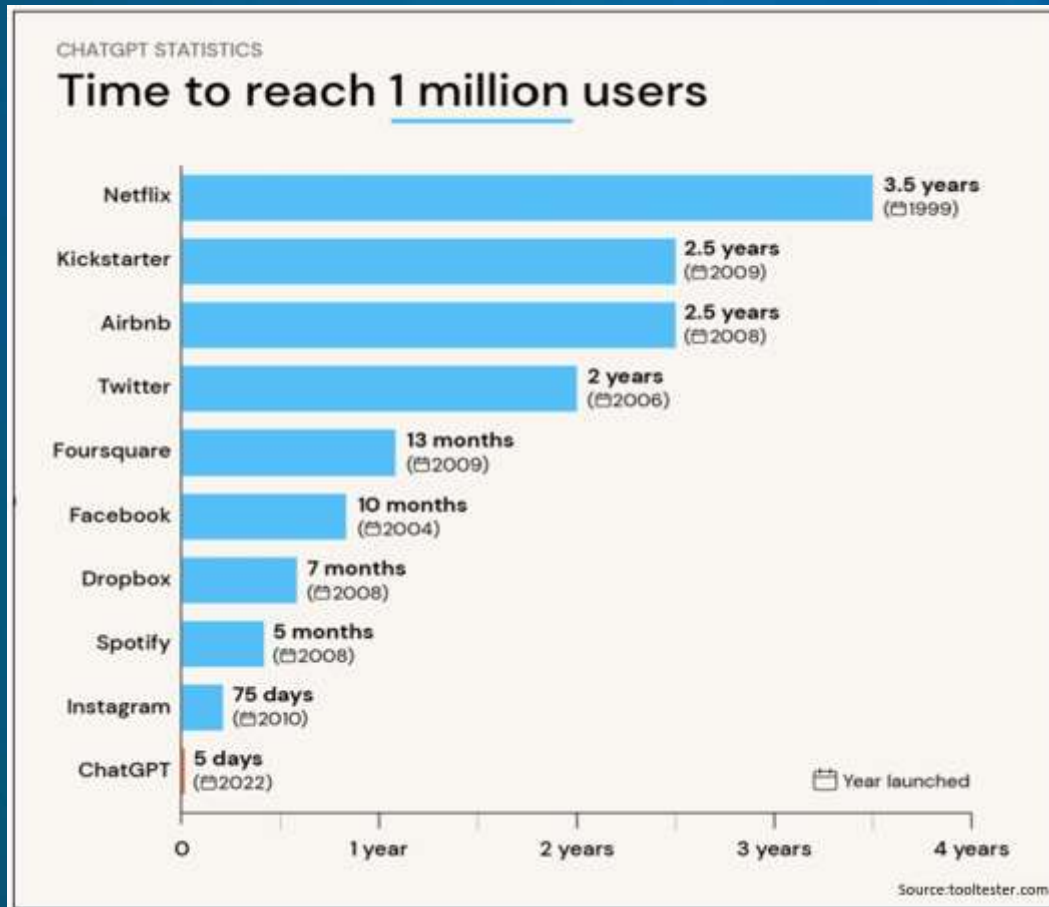 CHATGPT STATISTICS
Time to reach 1 million users
Netflix
3.5 years
(1999)
Kickstarter
2.5 years
(2009)
Airbnb
2.5 years
(2008)
Twitter
2 years
(2006)
Foursquare
13 months
(2009)
Facebook
10 months
(2004)
Dropbox
7 months
(2008)
Spotify
5 months
(2008)
Instagram
75 days
(2010)
ChatGPT
5 days
(2022)
Year launched
0 1 year 2 years 3 years 4 years
Source:tooltester.com